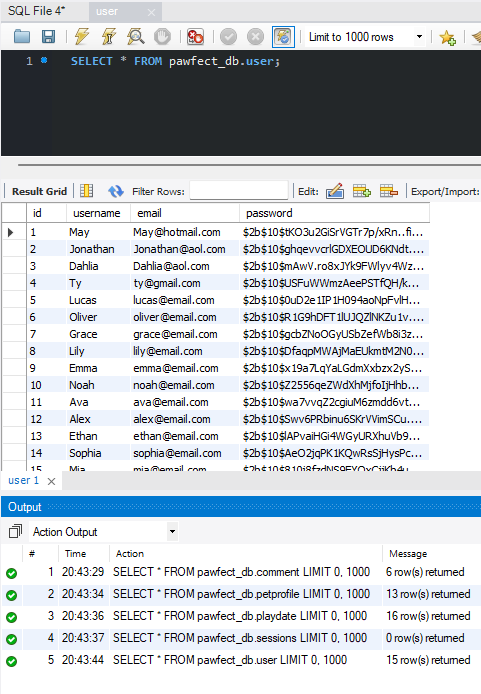 SQL File 4*
user
Limit to 1000 rows
1 SELECT * FROM pawfect_db.user;
Result Grid Filter Rows: Edit: Export/Import:
id username email password
1 May May@hotmail.com $2b$10$tKO3u2GiSrVGTr7p/xRn..fi...
2 Jonathan Jonathan@aol.com $2b$10$ghqevvcrlGDXEOUD6KNdt....
3 Dahlia Dahlia@aol.com $2b$10$mAwV.ro8xJYk9FWlyv4Wz...
4 Ty ty@gmail.com $2b$10$USFuWWmzAeePSTfQH/k...
5 Lucas lucas@email.com $2b$10$0uD2e1IP1H094aoNpFvlH...
6 Oliver oliver@email.com $2b$10$R1G9hDFT1lUJQZlNKZu1v...
7 Grace grace@email.com $2b$10$gcbZNoOGyUSbZefWb8i3z...
8 Lily lily@email.com $2b$10$DfaqpMWAjMaEUkmtM2N0...
9 Emma emma@email.com $2b$10$x19a7LqYaLGdmXxbzx2yS...
10 Noah noah@email.com $2b$10$Z2556qeZWdXhMjfoIjHhb...
11 Ava ava@email.com $2b$10$wa7vvqZ2cgiuM6zmdd6vt...
12 Alex alex@email.com $2b$10$Swv6PRbinu6SKrVVimSCu...
13 Ethan ethan@email.com $2b$10$lAPvaiHGi4WGyURXhuVb9...
14 Sophia sophia@email.com $2b$10$AeO2jqPK1KQwRsSjHysPc...
15 Mia mia@email.com
user 1
Output
Action Output
# Time Action Message
1 20:43:29 SELECT * FROM pawfect_db.comment LIMIT 0, 1000 6 row(s) returned
2 20:43:34 SELECT * FROM pawfect_db.petprofile LIMIT 0, 1000 13 row(s) returned
3 20:43:36 SELECT * FROM pawfect_db.playdate LIMIT 0, 1000 16 row(s) returned
4 20:43:37 SELECT * FROM pawfect_db.sessions LIMIT 0, 1000 0 row(s) returned
5 20:43:44 SELECT * FROM pawfect_db.user LIMIT 0, 1000 15 row(s) returned